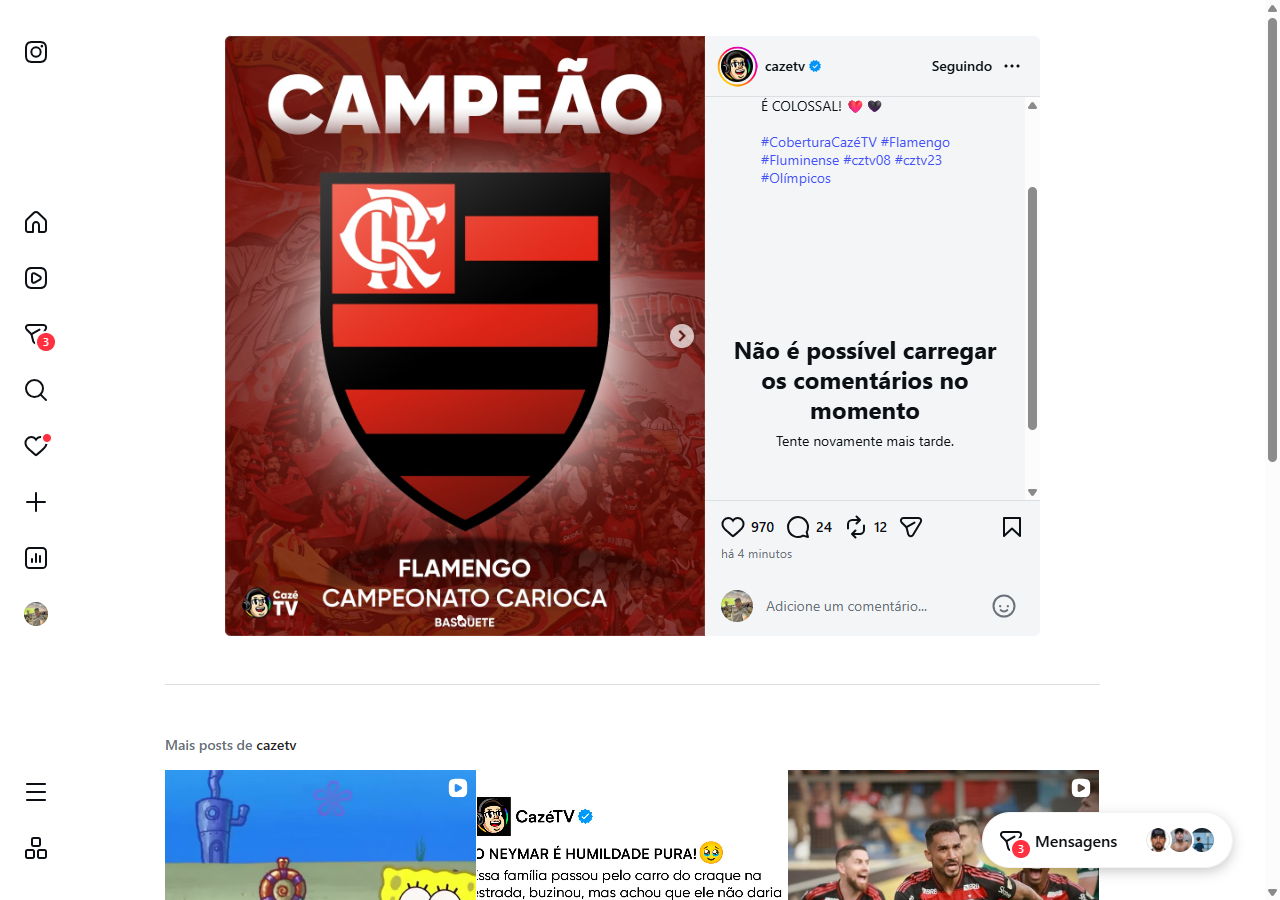 CAMPEÃO
CRF
FLAMENGO
CAMPEONATO CARIOCA
BASQUETE
Cazé
TV
cazetv
Seguindo
É COLOSSAL! ❤️🖤
#CoberturaCazéTV #Flamengo
#Fluminense #cztv08 #cztv23
#Olímpicos
Não é possível carregar
os comentários no
momento
Tente novamente mais tarde.
970
24
12
há 4 minutos
Adicione um comentário...
3
Mais posts de cazetv
CazéTV
O NEYMAR É HUMILDADE PURA!🥹
Essa família passou pelo carro do craque na
estrada, buzinou, mas achou que ele não daria
3
Mensagens